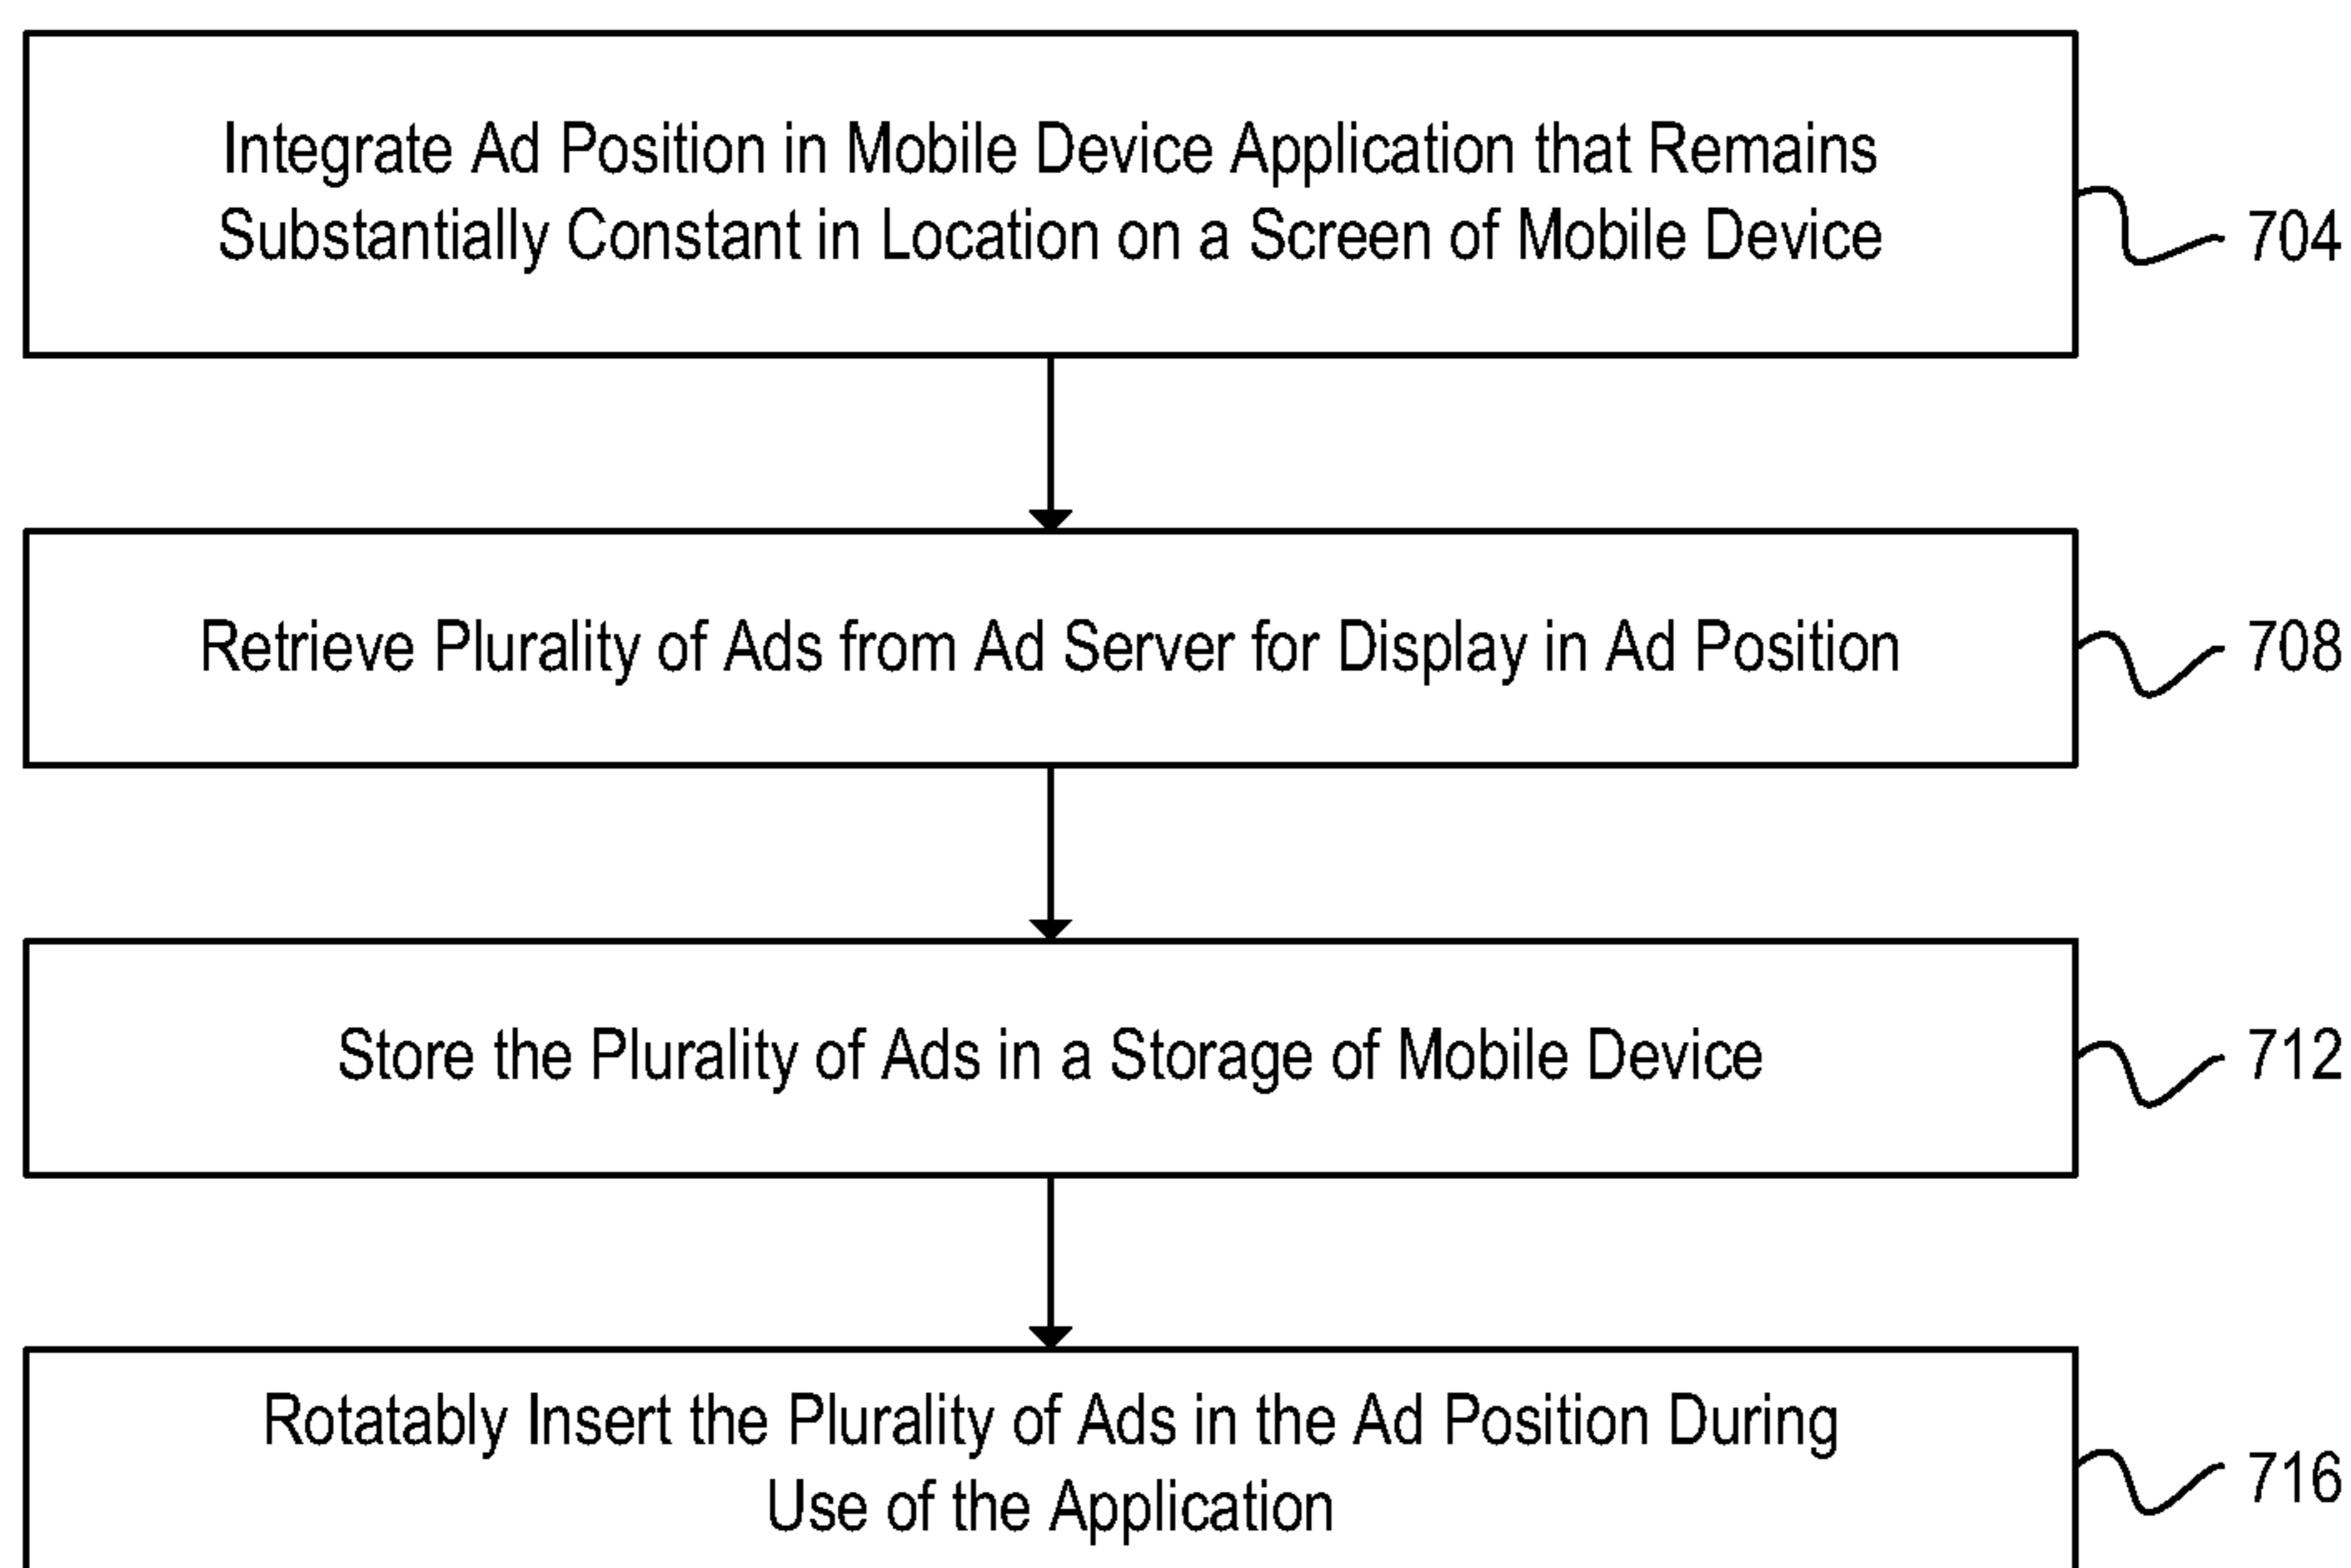 Integrate Ad Position in Mobile Device Application that Remains
Substantially Constant in Location on a Screen of Mobile Device
704
Retrieve Plurality of Ads from Ad Server for Display in Ad Position
708
Store the Plurality of Ads in a Storage of Mobile Device
712
Rotatably Insert the Plurality of Ads in the Ad Position During
Use of the Application
716